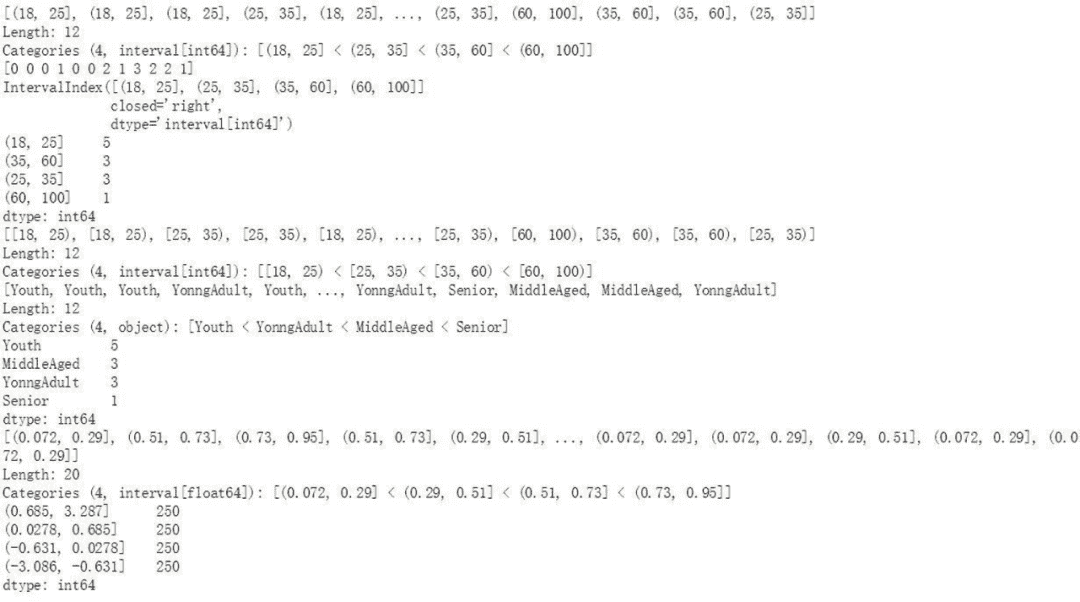 [(18, 25], (18, 25], (18, 25], (25, 35], (18, 25], ..., (25, 35], (60, 100], (35, 60], (35, 60], (25, 35]]
Length: 12
Categories (4, interval[int64]): [(18, 25] < (25, 35] < (35, 60] < (60, 100]]
[0 0 0 1 0 0 2 1 3 2 2 1]
IntervalIndex([(18, 25], (25, 35], (35, 60], (60, 100]]
closed='right',
dtype='interval[int64]')
(18, 25]     5
(35, 60]     3
(25, 35]     3
(60, 100]    1
dtype: int64
[[18, 25), [18, 25), [25, 35), [25, 35), [18, 25), ..., [25, 35), [60, 100), [35, 60), [35, 60), [25, 35)]
Length: 12
Categories (4, interval[int64]): [[18, 25) < [25, 35) < [35, 60) < [60, 100)]
[Youth, Youth, Youth, YonngAdult, Youth, ..., YonngAdult, Senior, MiddleAged, MiddleAged, YonngAdult]
Length: 12
Categories (4, object): [Youth < YonngAdult < MiddleAged < Senior]
Youth         5
MiddleAged    3
YonngAdult    3
Senior        1
dtype: int64
[(0.072, 0.29], (0.51, 0.73], (0.73, 0.95], (0.51, 0.73], (0.29, 0.51], ..., (0.072, 0.29], (0.072, 0.29], (0.29, 0.51], (0.072, 0.29], (0.0
72, 0.29]]
Length: 20
Categories (4, interval[float64]): [(0.072, 0.29] < (0.29, 0.51] < (0.51, 0.73] < (0.73, 0.95]]
(0.685, 3.287]      250
(0.0278, 0.685]     250
(-0.631, 0.0278]    250
(-3.086, -0.631]    250
dtype: int64